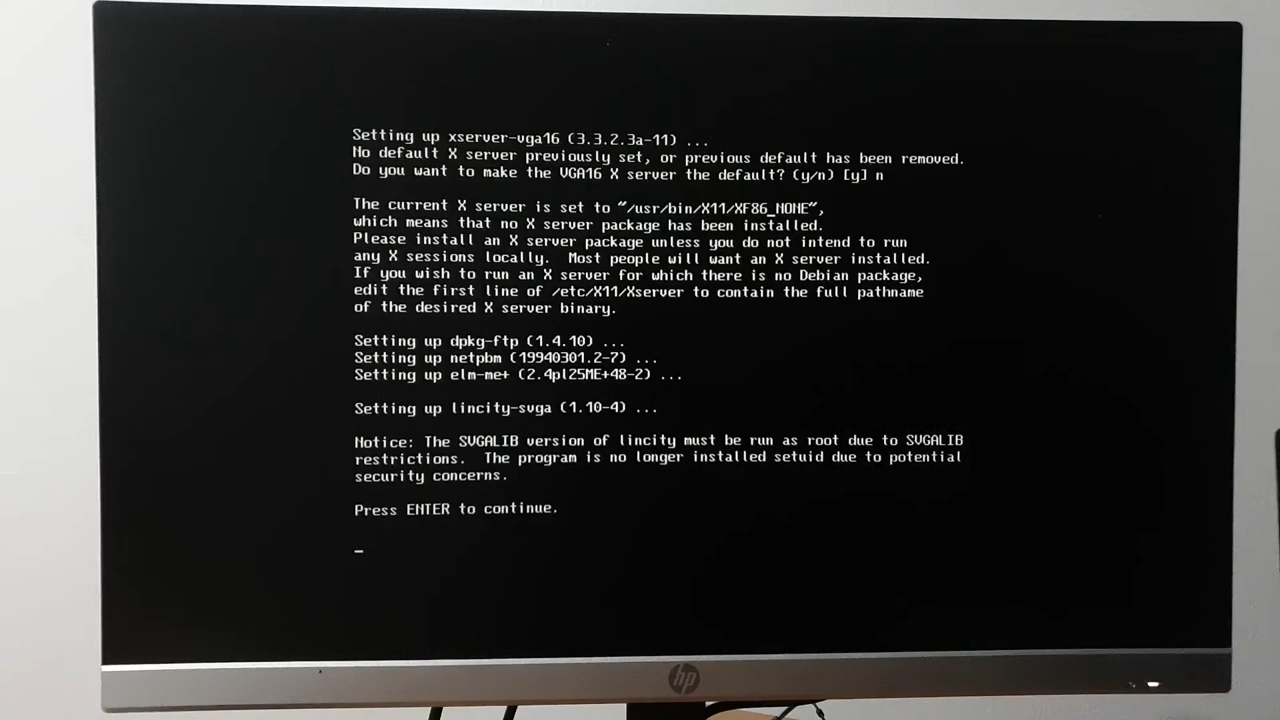 Setting up xserver-vga16 (3.3.2.3a-11) ...
No default X server previously set, or previous default has been removed.
Do you want to make the VGA16 X server the default? (y/n) [y] n
The current X server is set to "/usr/bin/X11/XF86_NONE",
which means that no X server package has been installed.
Please install an X server package unless you do not intend to run
any X sessions locally.  Most people will want an X server installed.
If you wish to run an X server for which there is no Debian package,
edit the first line of /etc/X11/Xserver to contain the full pathname
of the desired X server binary.
Setting up dpkg-ftp (1.4.10) ...
Setting up netpbm (19940301.2-7) ...
Setting up elm-me+ (2.4pl25ME+48-2) ...
Setting up lincity-svga (1.10-4) ...
Notice: The SVGALIB version of lincity must be run as root due to SVGALIB
restrictions.  The program is no longer installed setuid due to potential
security concerns.
Press ENTER to continue.
_
hp